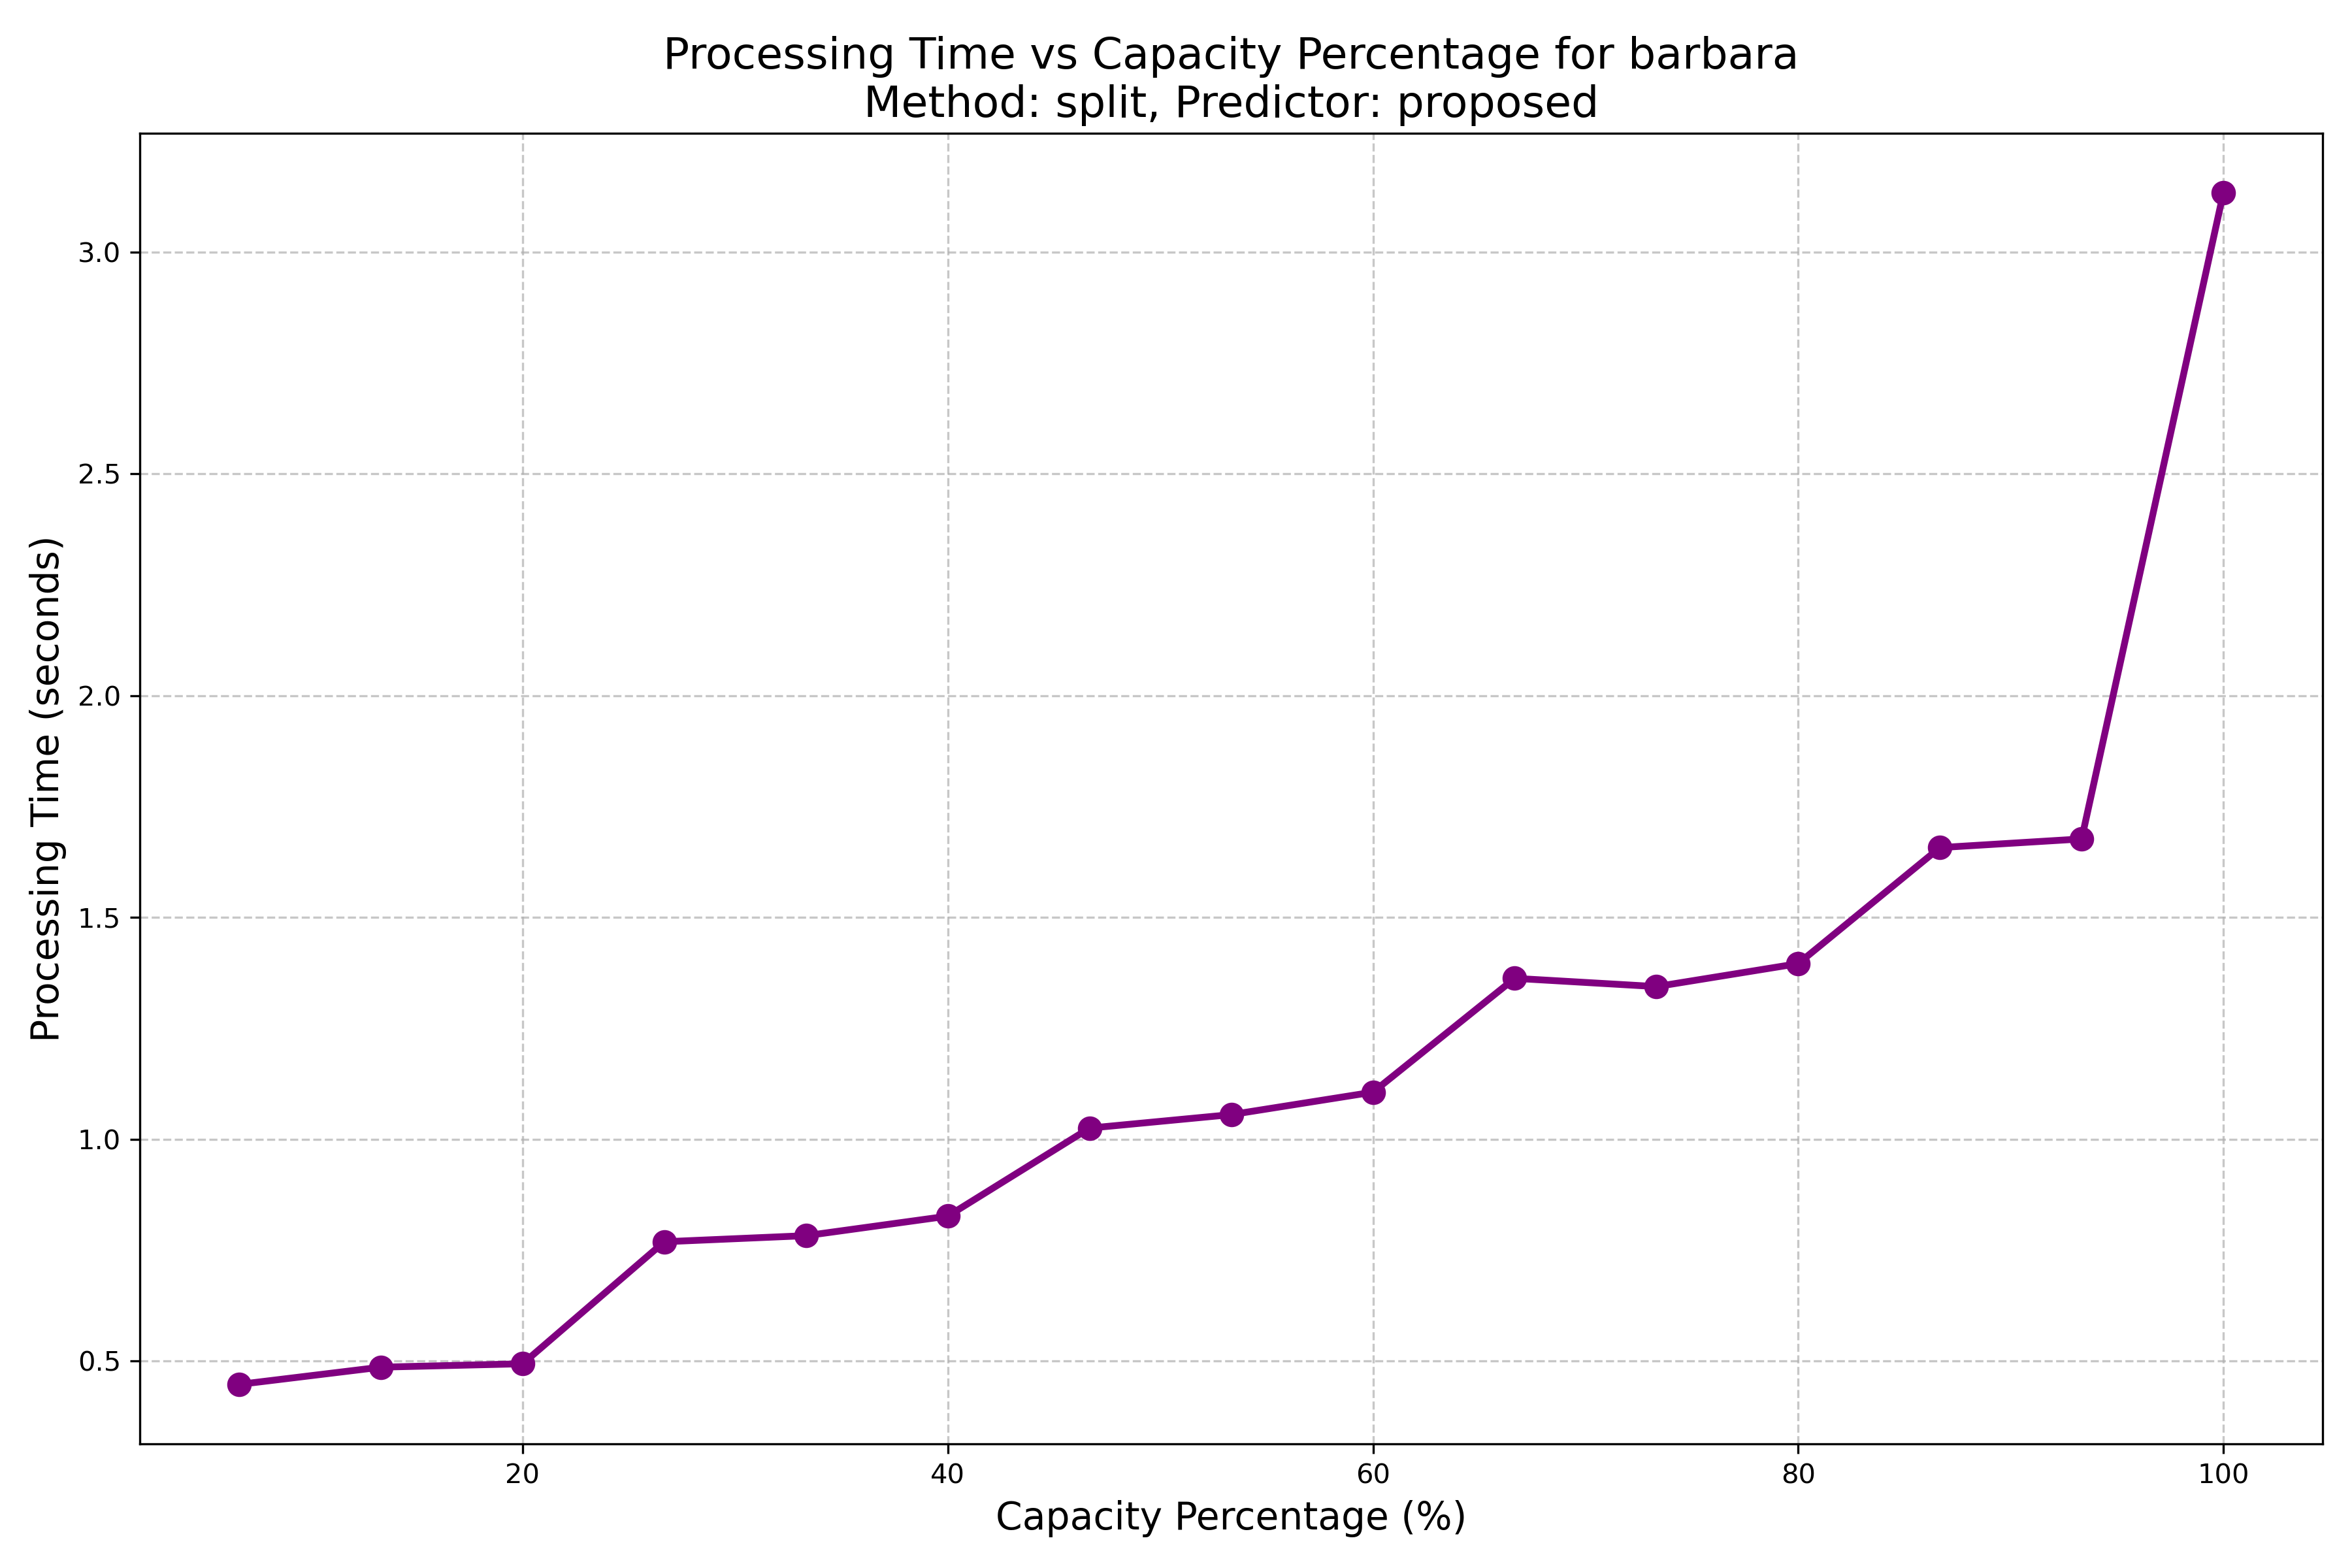 Processing Time vs Capacity Percentage for barbara
Method: split, Predictor: proposed
Processing Time (seconds)
3.0
2.5
2.0
1.5
1.0
0.5
20 40 60 80 100
Capacity Percentage (%)